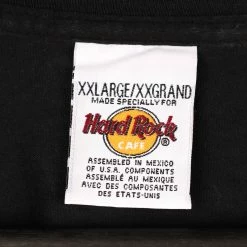 XXLARGE/XXGRAND
MADE SPECIALLY FOR
Hard Rock
CAFE
®
ASSEMBLED IN MEXICO
OF U.S.A. COMPONENTS
ASSEMBLÉ AU MEXIQUE
AVEC DES COMPOSANTES
DES ETATS-UNIS